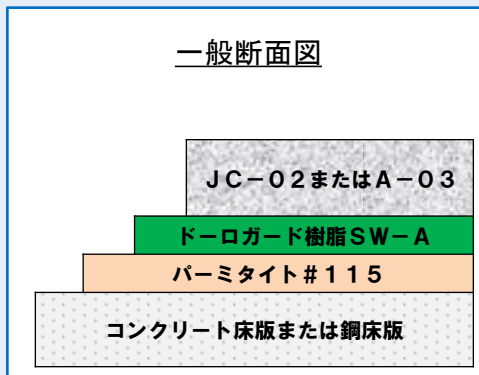 一般断面図
ＪＣ－０２またはＡ－０３
ドーロガード樹脂ＳＷ－Ａ
パーミタイト＃１１５
コンクリート床版または鋼床版